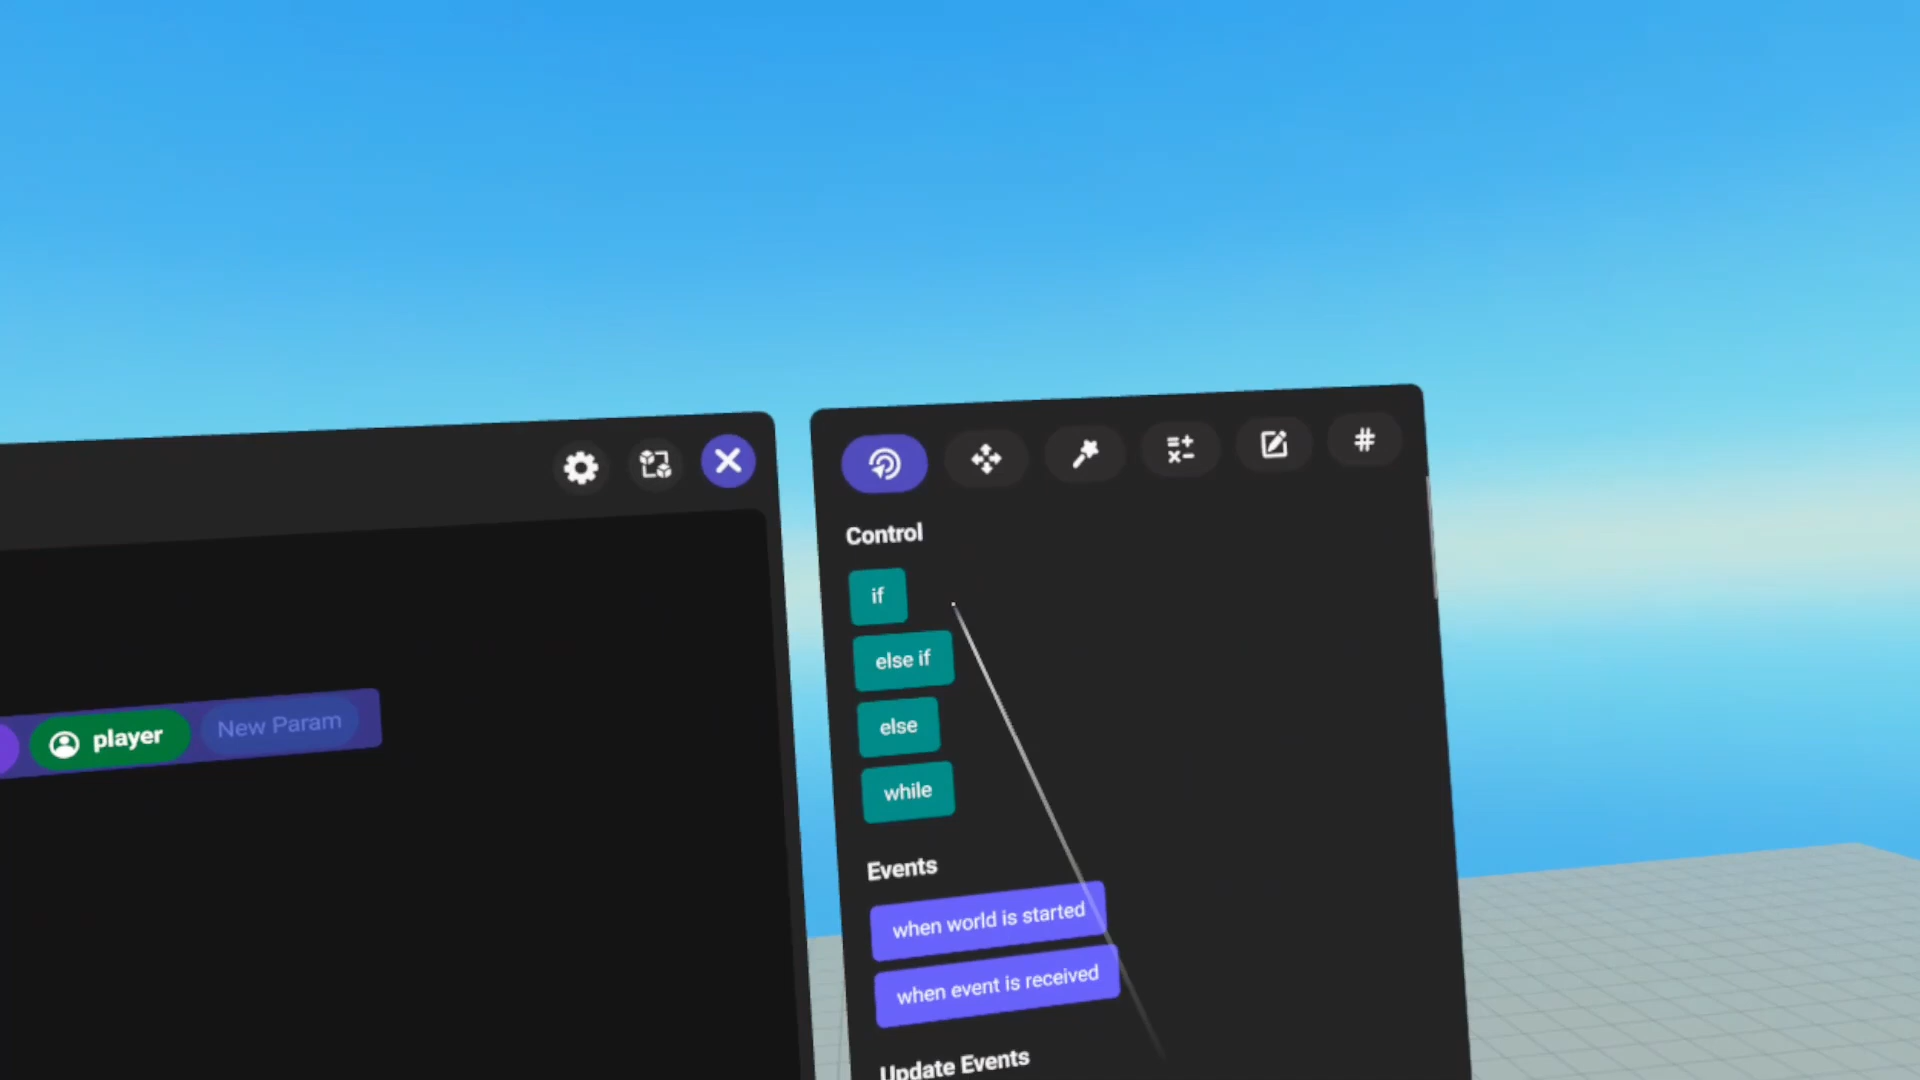 Control
if
else if
player
New Param
else
while
Events
when world is started
when event is received
Update Events